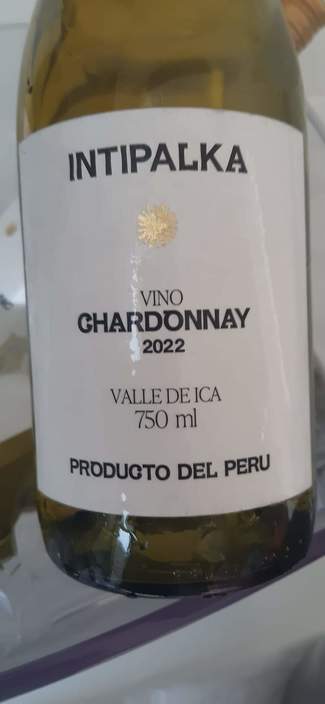 INTIPALKA
VINO
CHARDONNAY
2022
VALLE DE ICA
750 ml
PRODUCTO DEL PERU